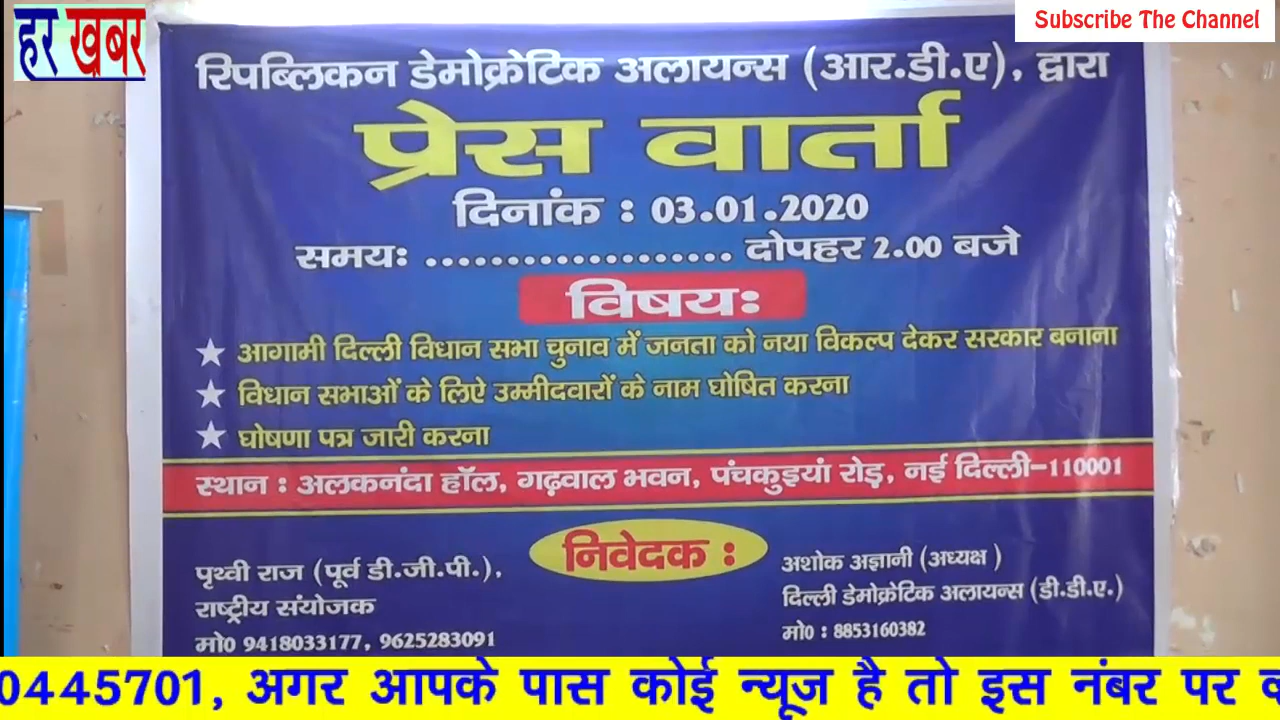 हर ख़बर
Subscribe The Channel
रिपब्लिकन डेमोक्रेटिक अलायन्स (आर.डी.ए), द्वारा
प्रेस वार्ता
दिनांक : 03.01.2020
समयः ................... दोपहर 2.00 बजे
विषयः
★ आगामी दिल्ली विधान सभा चुनाव में जनता को नया विकल्प देकर सरकार बनाना
★ विधान सभाओं के लिऐ उम्मीदवारों के नाम घोषित करना
★ घोषणा पत्र जारी करना
स्थान : अलकनंदा हॉल, गढ़वाल भवन, पंचकुइयां रोड़, नई दिल्ली-110001
निवेदक :
पृथ्वी राज (पूर्व डी.जी.पी.),
राष्ट्रीय संयोजक
मो0 9418033177, 9625283091
अशोक अज्ञानी (अध्यक्ष )
दिल्ली डेमोक्रेटिक अलायन्स (डी.डी.ए.)
मो0 : 8853160382
0445701, अगर आपके पास कोई न्यूज है तो इस नंबर पर